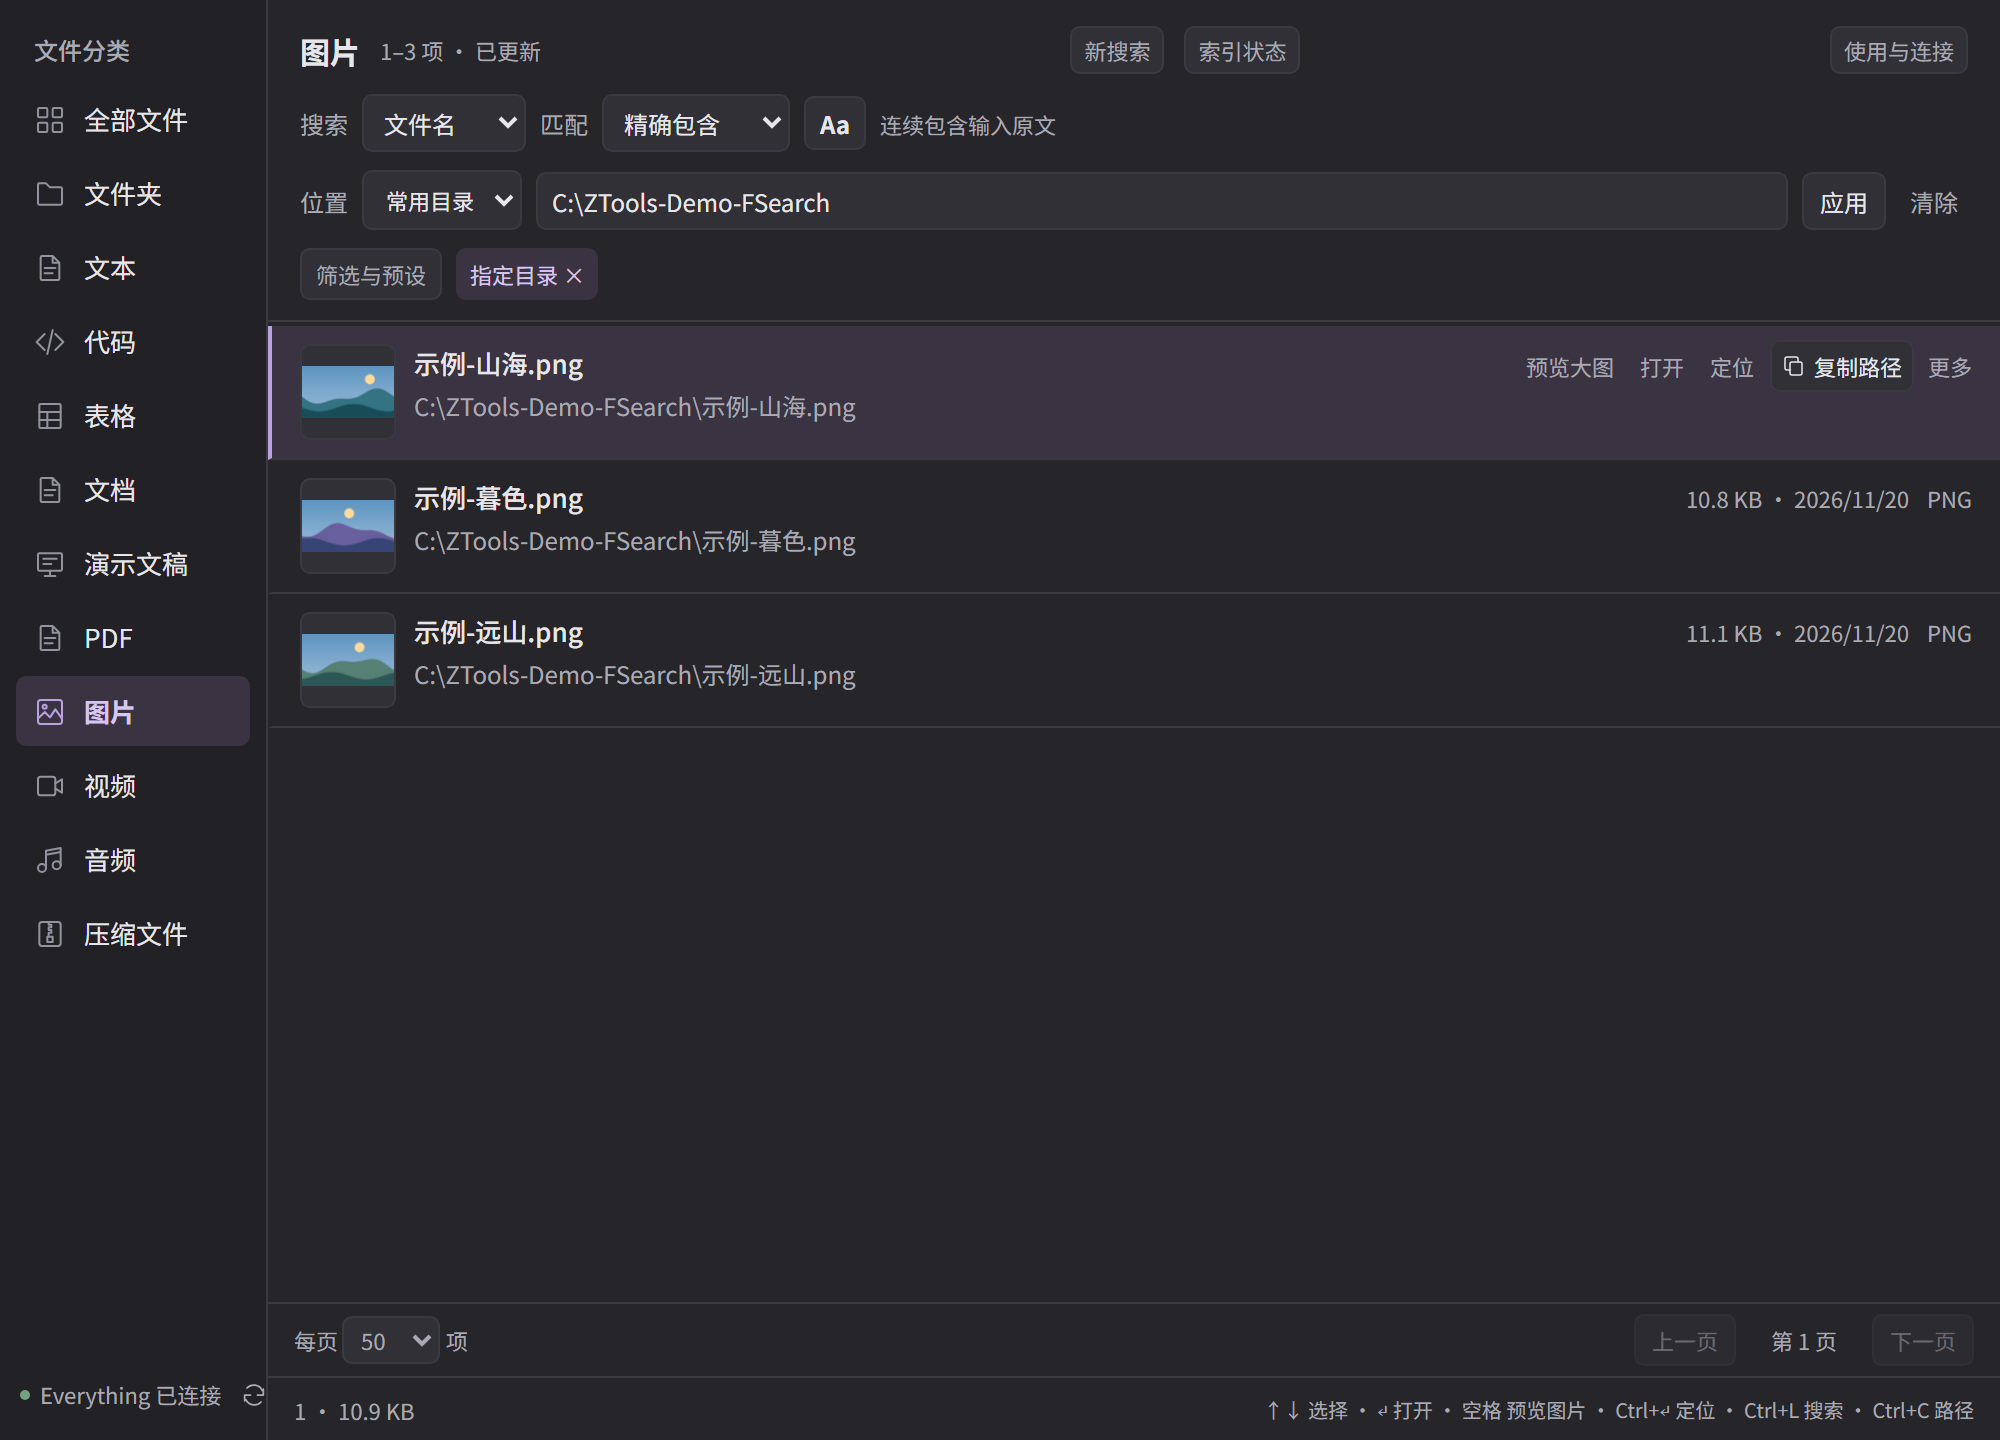 文件分类
全部文件
文件夹
文本
代码
表格
文档
演示文稿
PDF
图片
视频
音频
压缩文件
Everything 已连接
图片 1–3 项 • 已更新 新搜索 索引状态 使用与连接
搜索 文件名 匹配 精确包含 Aa 连续包含输入原文
位置 常用目录 C:\ZTools-Demo-FSearch 应用 清除
筛选与预设 指定目录 ×
示例-山海.png 预览大图 打开 定位 复制路径 更多
C:\ZTools-Demo-FSearch\示例-山海.png
示例-暮色.png 10.8 KB • 2026/11/20 PNG
C:\ZTools-Demo-FSearch\示例-暮色.png
示例-远山.png 11.1 KB • 2026/11/20 PNG
C:\ZTools-Demo-FSearch\示例-远山.png
每页 50 项 上一页 第 1 页 下一页
1 • 10.9 KB ↑↓ 选择 • ↵ 打开 • 空格 预览图片 • Ctrl+↵ 定位 • Ctrl+L 搜索 • Ctrl+C 路径